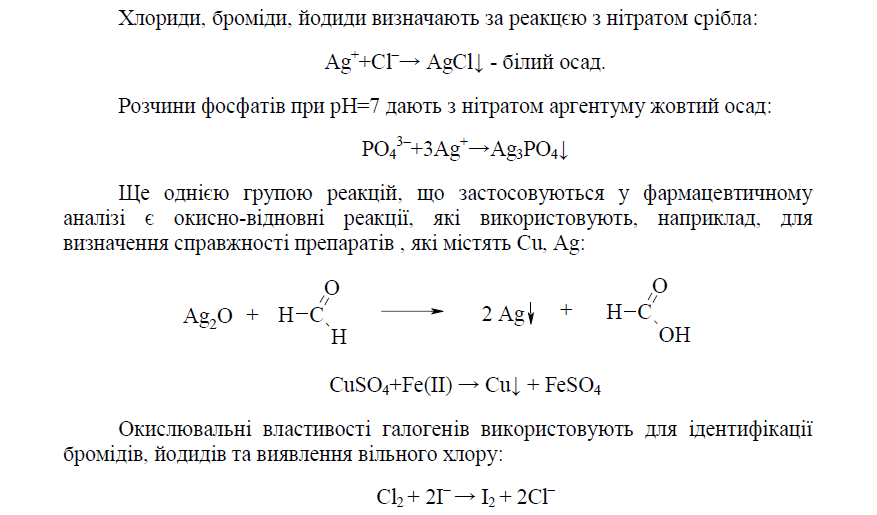 Хлориди, броміди, йодиди визначають за реакцєю з нітратом срібла:
Ag⁺+Cl⁻→ AgCl↓ - білий осад.
Розчини фосфатів при pH=7 дають з нітратом аргентуму жовтий осад:
PO₄³⁻+3Ag⁺→Ag₃PO₄↓
Ще однією групою реакцій, що застосовуються у фармацевтичному
аналізі є окисно-відновні реакції, які використовують, наприклад, для
визначення справжності препаратів , які містять Cu, Ag:
Ag₂O + H−C O H → 2 Ag↓ + H−C O OH
CuSO₄+Fe(II) → Cu↓ + FeSO₄
Окислювальні властивості галогенів використовують для ідентифікації
бромідів, йодидів та виявлення вільного хлору:
Cl₂ + 2I⁻ → I₂ + 2Cl⁻